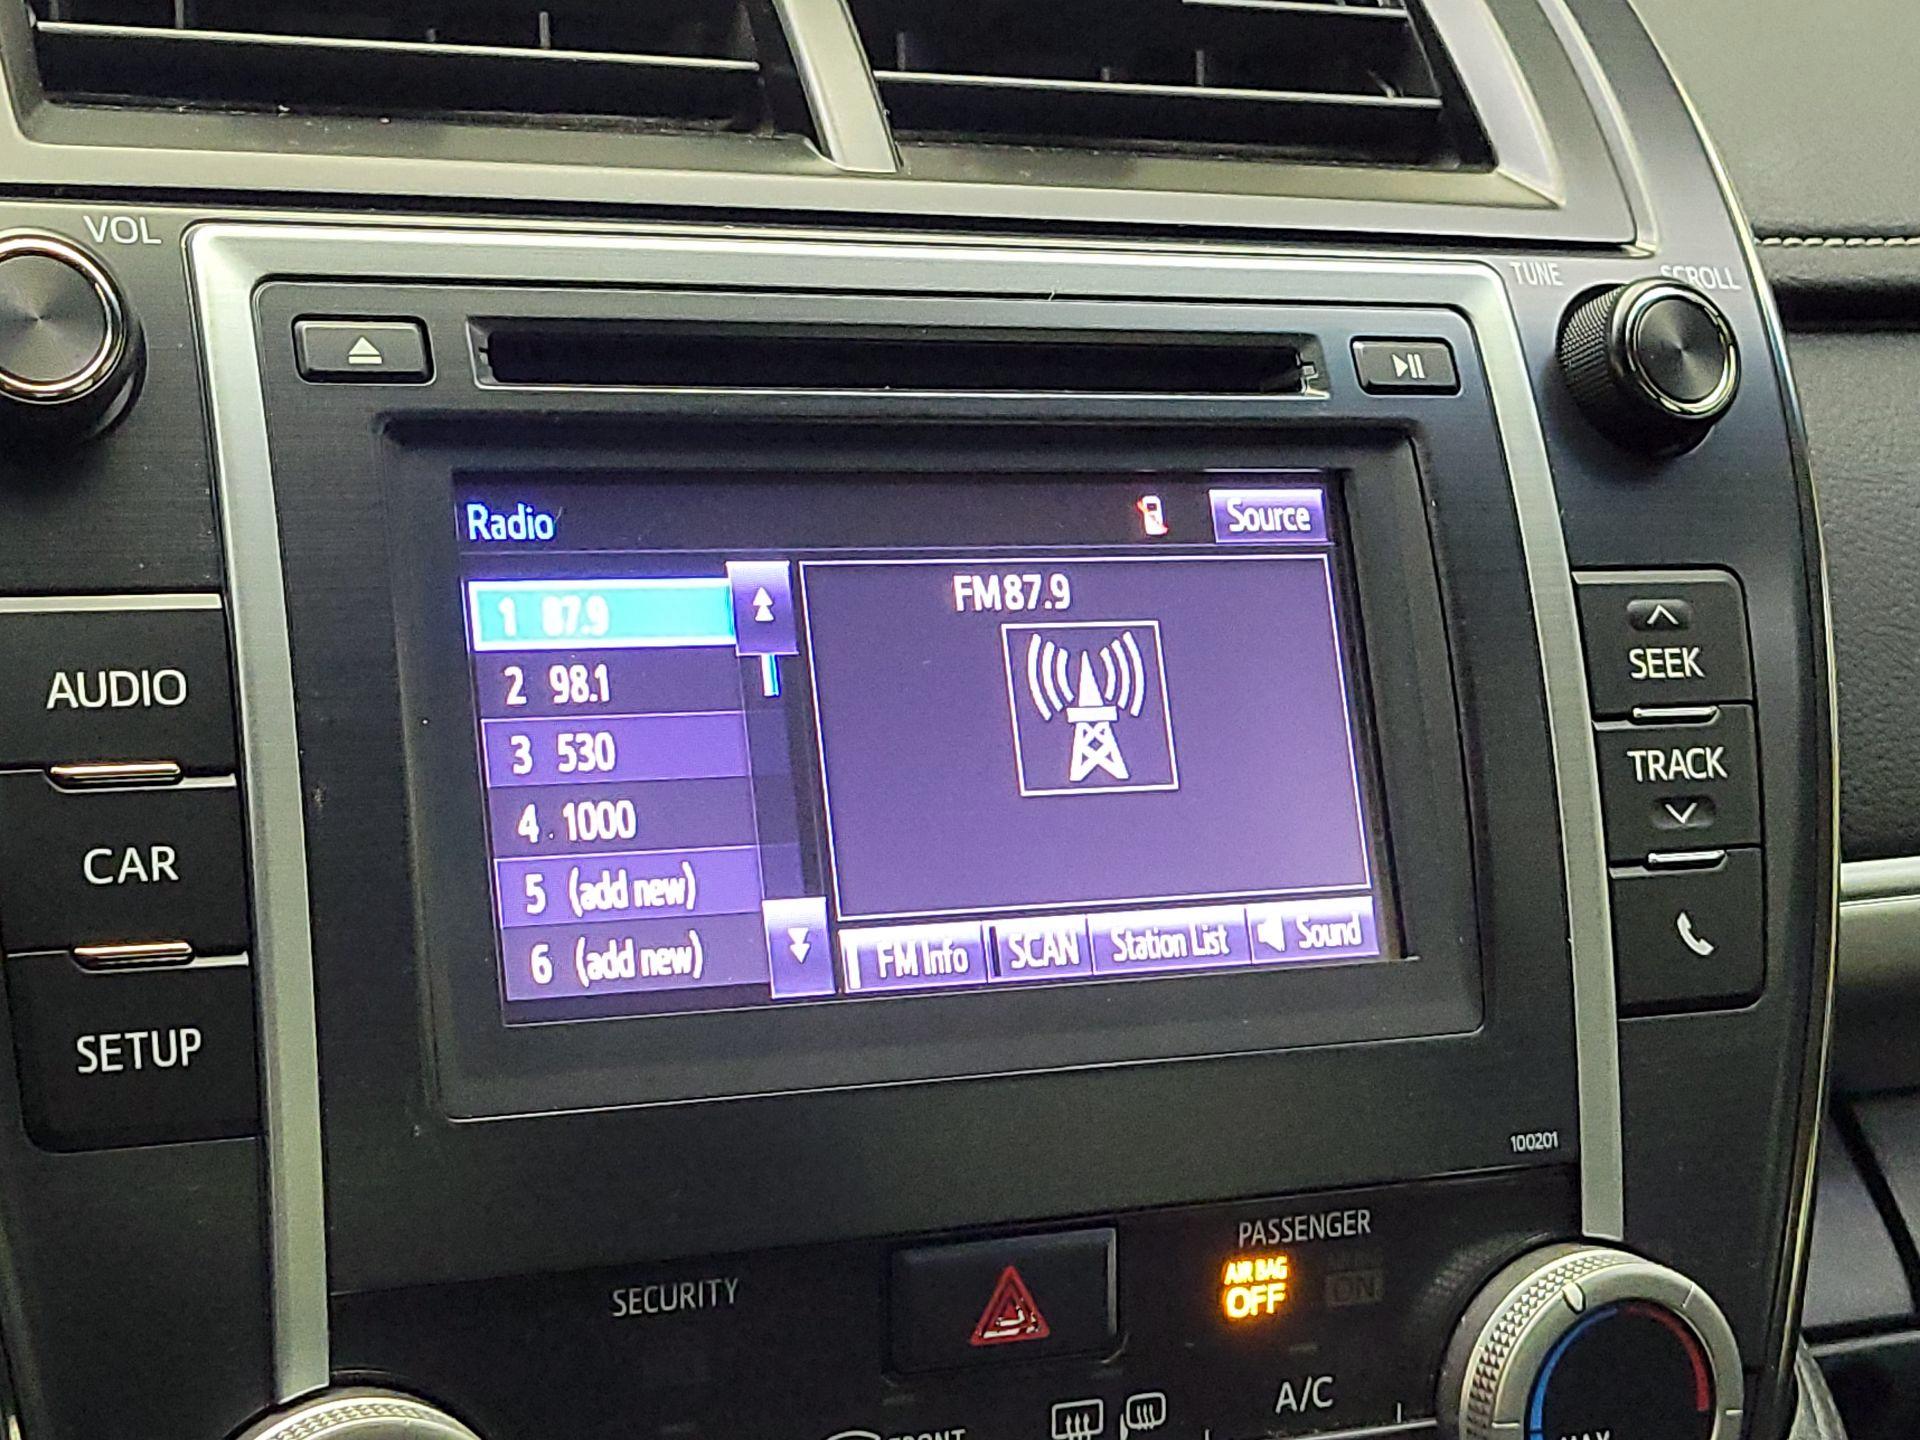 VOL
TUNE SCROLL
Radio
Source
1 87.9
2 98.1
3 530
4 1000
5 (add new)
6 (add new)
FM87.9
FM Info
SCAN
Station List
Sound
AUDIO
CAR
SETUP
SEEK
TRACK
100201
SECURITY
PASSENGER
AIR BAG
OFF
ON
A/C
FRONT
MAX